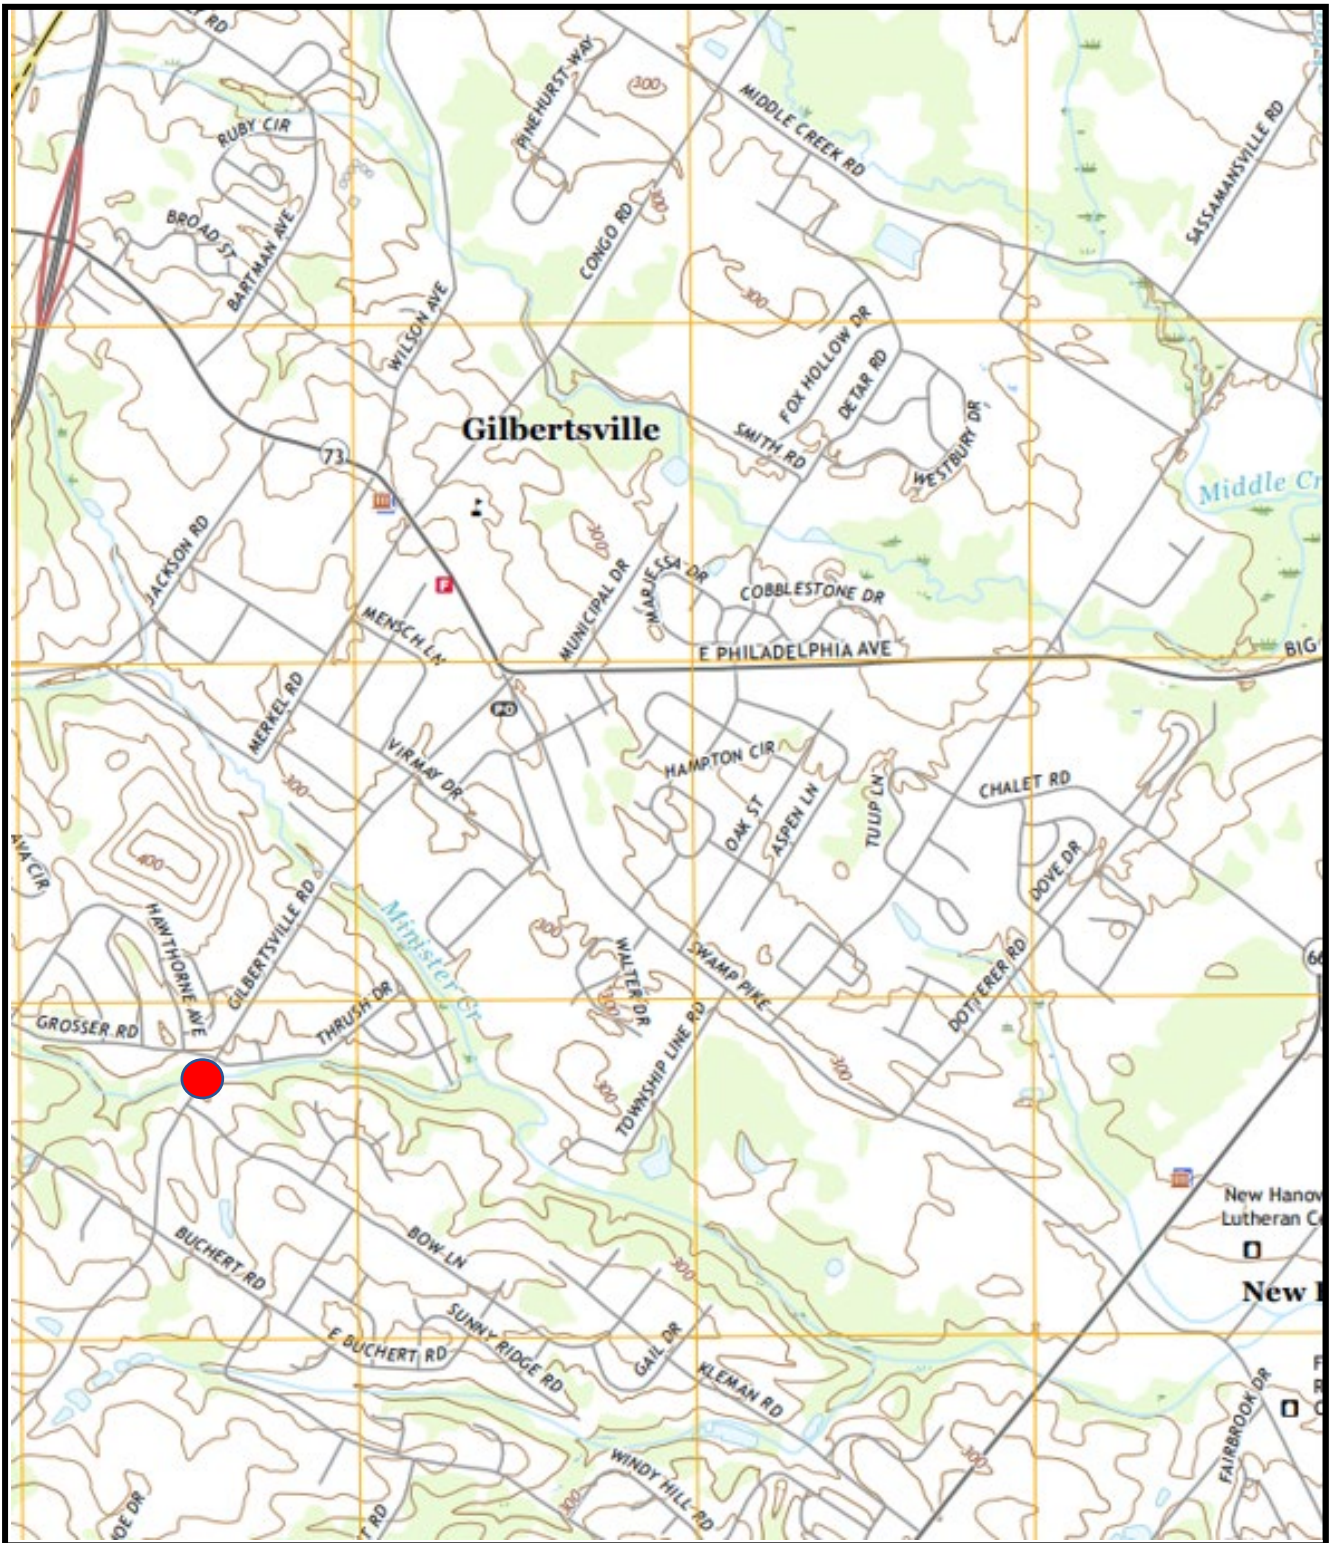 RD
PINEHURST WAY
300
MIDDLE CREEK RD
RUBY CIR
SASSAMANSVILLE RD
300
BROAD ST
BARTMAN AVE
CONGO RD
300
WILSON AVE
FOX HOLLOW DR
DETAR RD
Gilbertsville
SMITH RD
WESTBURY DR
73
Middle Cr
300
JACKSON RD
MUNICIPAL DR
MARJESSA DR
COBBLESTONE DR
F
MENSCH LN
E PHILADELPHIA AVE
BIG
MERKEL RD
PO
VIRMAY DR
HAMPTON CIR
300
CHALET RD
OAK ST
ASPEN LN
TULIP LN
AVA CIR
400
DOVE DR
HAWTHORNE AVE
GILBERTSVILLE RD
Minister Cr
300
WALTER DR
SWAMP PIKE
66
DOTTERER RD
300
THRUSH DR
GROSSER RD
TOWNSHIP LINE RD
300
300
New Hanov
Lutheran Ce
BUCHERT RD
BOW LN
300
New
SUNNY RIDGE RD
E BUCHERT RD
GAIL DR
KLEMAN RD
F
R
C
FAIRBROOK DR
300
WINDY HILL RD
300
OE DR
T RD